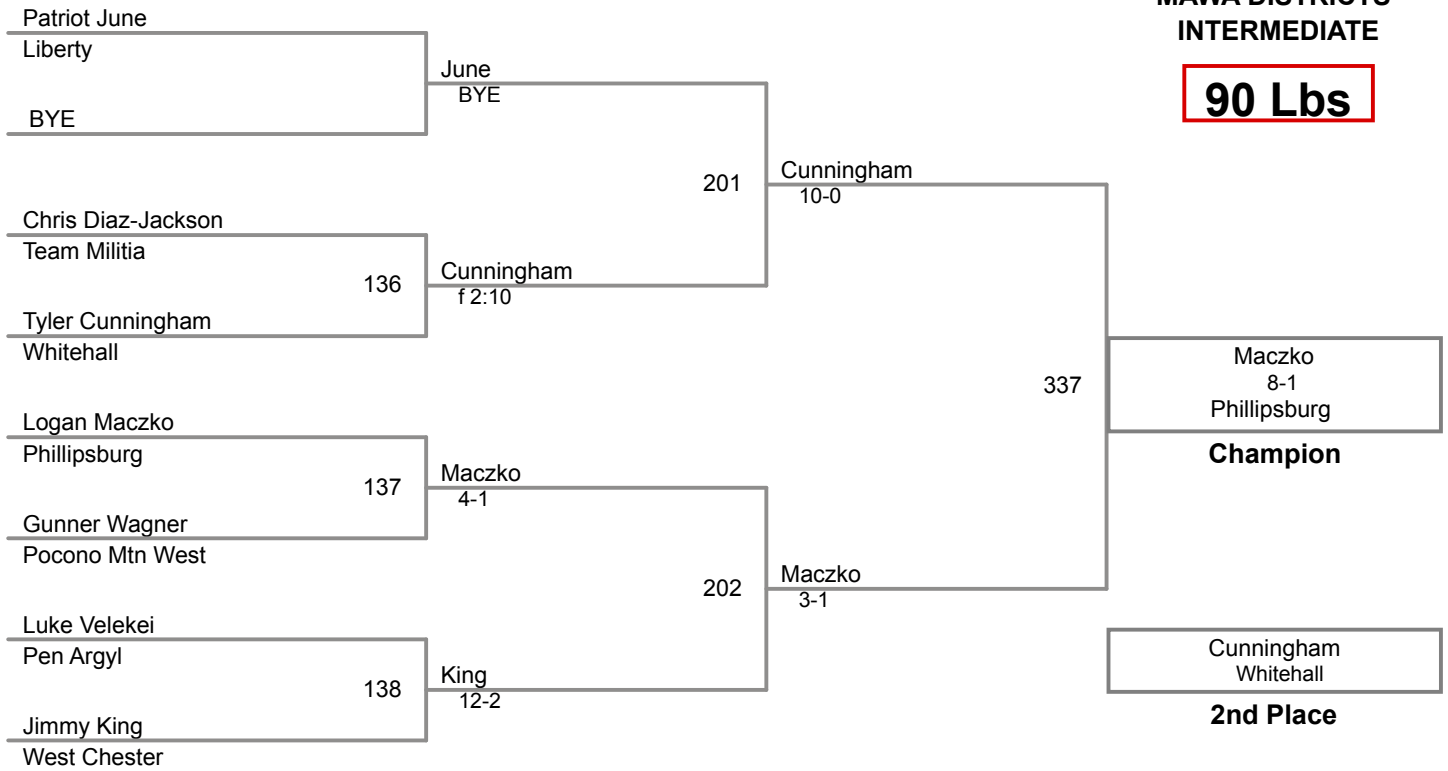 MAWA DISTRICTS
INTERMEDIATE
90 Lbs
Patriot June
Liberty
June
BYE
BYE
201
Cunningham
10-0
Chris Diaz-Jackson
Team Militia
136
Cunningham
f 2:10
Tyler Cunningham
Whitehall
337
Maczko
8-1
Phillipsburg
Champion
Logan Maczko
Phillipsburg
137
Maczko
4-1
Gunner Wagner
Pocono Mtn West
202
Maczko
3-1
Luke Velekei
Pen Argyl
138
King
12-2
Jimmy King
West Chester
Cunningham
Whitehall
2nd Place